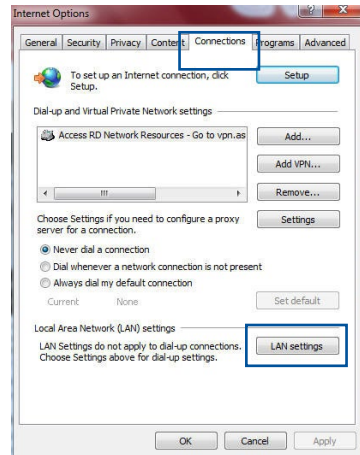 Internet Options
General Security Privacy Content Connections Programs Advanced
To set up an Internet connection, click
Setup.
Setup
Dial-up and Virtual Private Network settings
Access RD Network Resources - Go to vpn.as
Add...
Add VPN...
Remove...
Choose Settings if you need to configure a proxy
server for a connection.
Settings
Never dial a connection
Dial whenever a network connection is not present
Always dial my default connection
Current None
Set default
Local Area Network (LAN) settings
LAN Settings do not apply to dial-up connections.
Choose Settings above for dial-up settings.
LAN settings
OK Cancel Apply